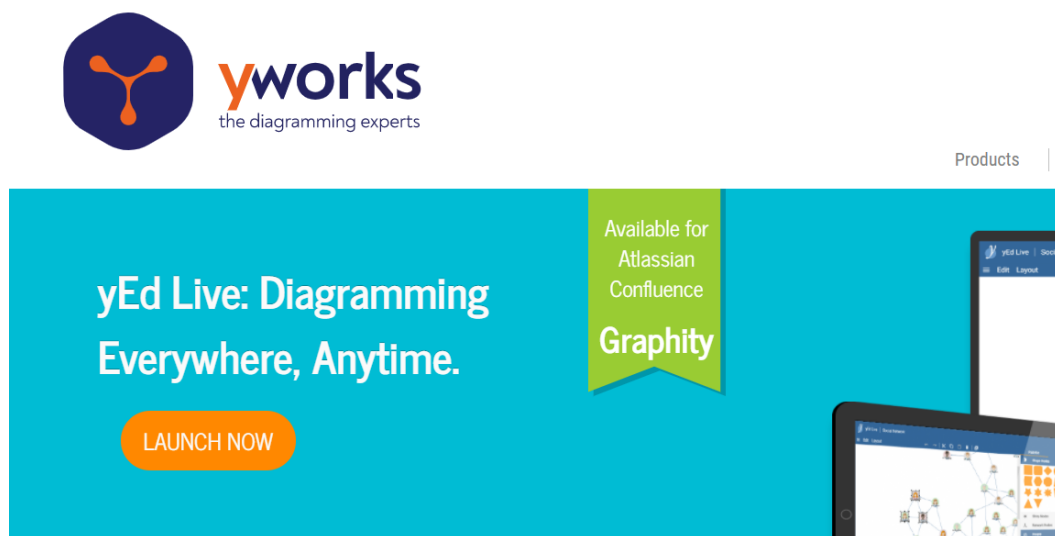 yworks
the diagramming experts
Products
Available for
Atlassian
Confluence
Graphity
yEd Live: Diagramming
Everywhere, Anytime.
LAUNCH NOW
yEd Live | Soci
Edit Layout